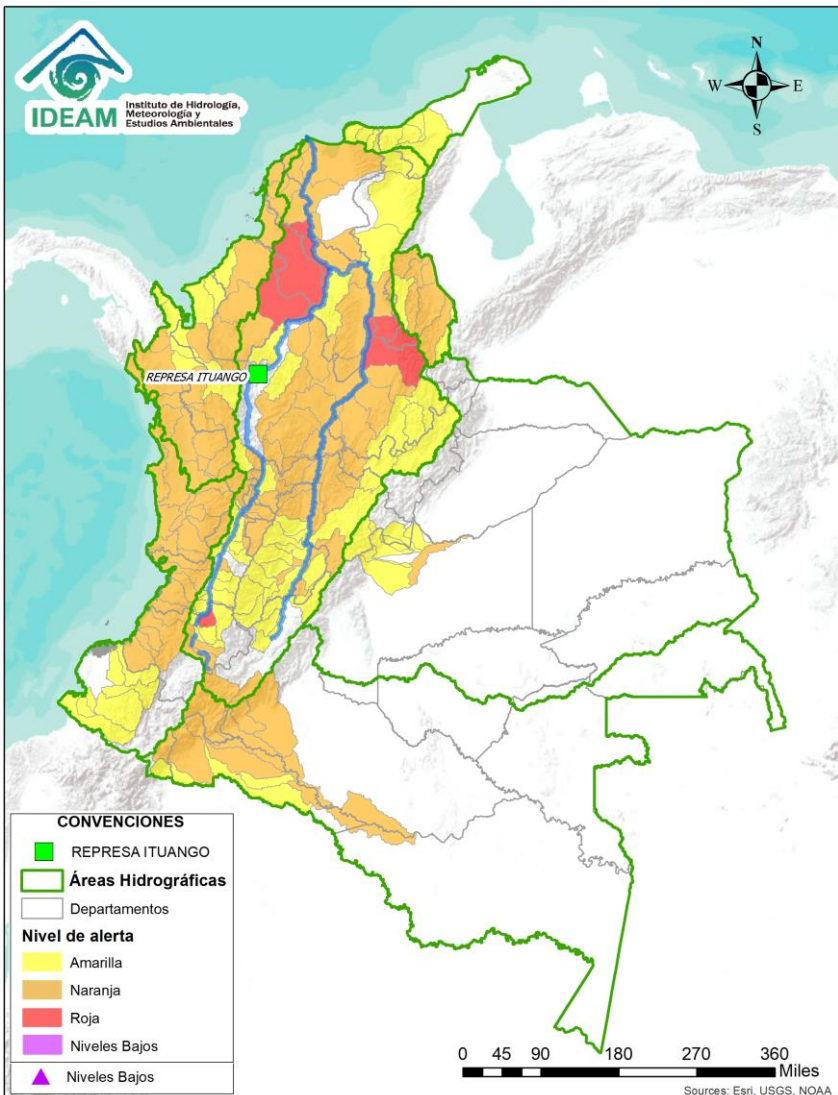 IDEAM
Instituto de Hidrología,
Meteorología y
Estudios Ambientales
N
W
E
S
REPRESA ITUANGO
CONVENCIONES
REPRESA ITUANGO
Áreas Hidrográficas
Departamentos
Nivel de alerta
Amarilla
Naranja
Roja
Niveles Bajos
Niveles Bajos
0 45 90 180 270 360
Miles
Sources: Esri, USGS, NOAA